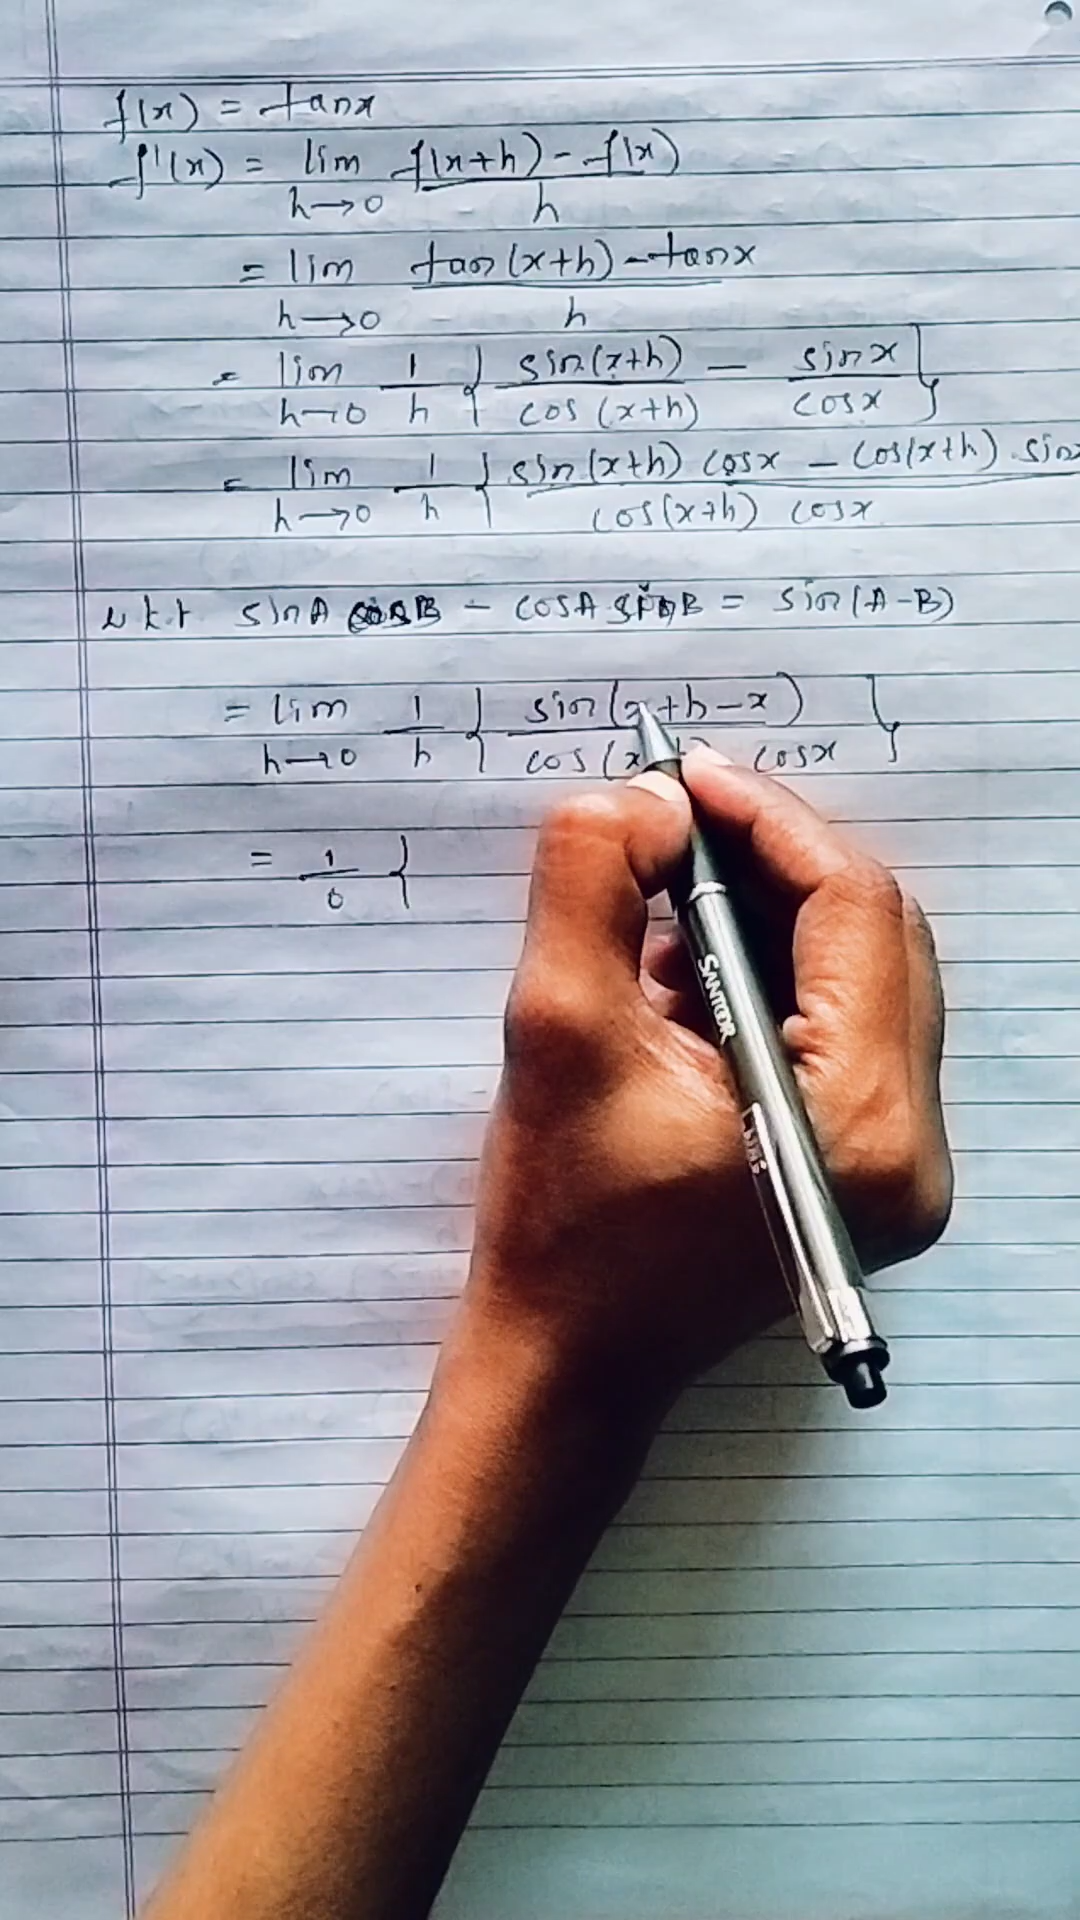 f(x) = tanx
f'(x) = lim f(x+h) - f(x)
h→0 h
= lim tan(x+h) - tanx
h→0 h
= lim 1 { sin(x+h) - sinx }
h→0 h cos(x+h) cosx
= lim 1 { sin(x+h) cosx - cos(x+h) sinx
h→0 h cos(x+h) cosx
w k t sinA cosB - cosA sinB = sin(A-B)
= lim 1 { sin(x+h-x) }
h→0 h cos(x cosx
= 1 {
0
SANTOOR